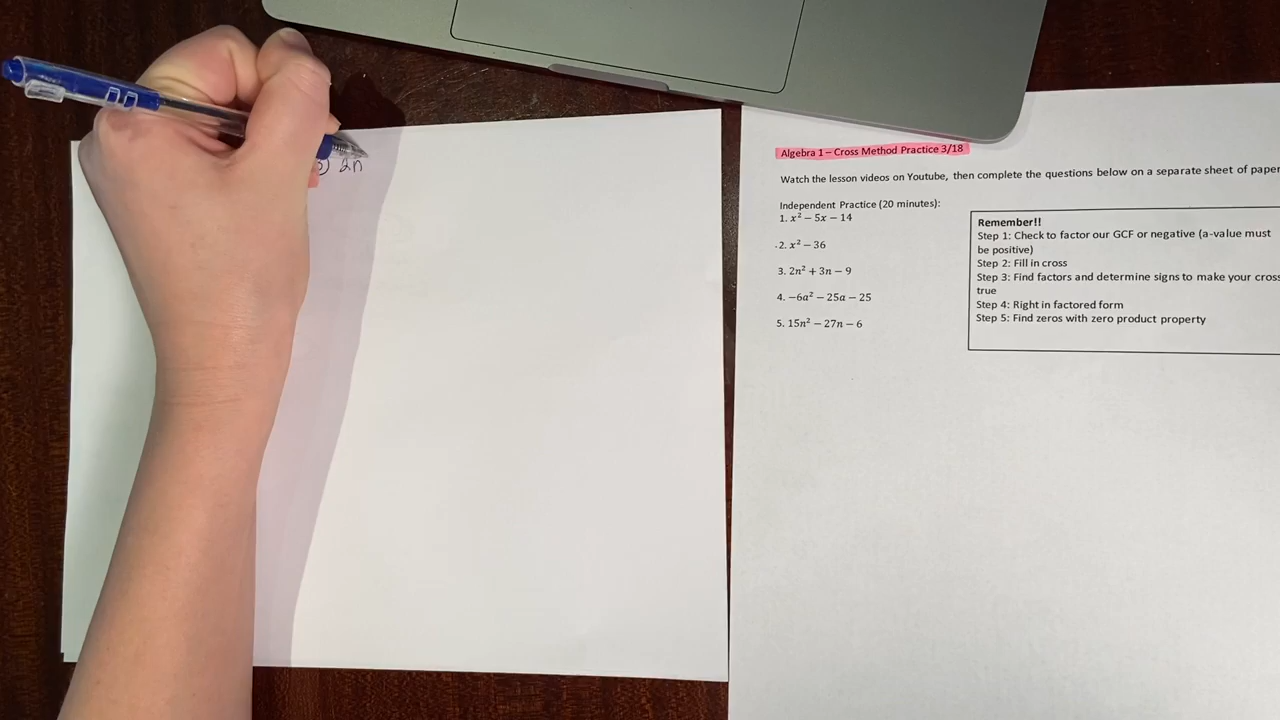 3) 2n
Algebra 1 – Cross Method Practice 3/18
Watch the lesson videos on Youtube, then complete the questions below on a separate sheet of paper
Independent Practice (20 minutes):
1. x² – 5x – 14
2. x² – 36
3. 2n² + 3n – 9
4. –6a² – 25a – 25
5. 15n² – 27n – 6
Remember!!
Step 1: Check to factor our GCF or negative (a-value must
be positive)
Step 2: Fill in cross
Step 3: Find factors and determine signs to make your cross
true
Step 4: Right in factored form
Step 5: Find zeros with zero product property